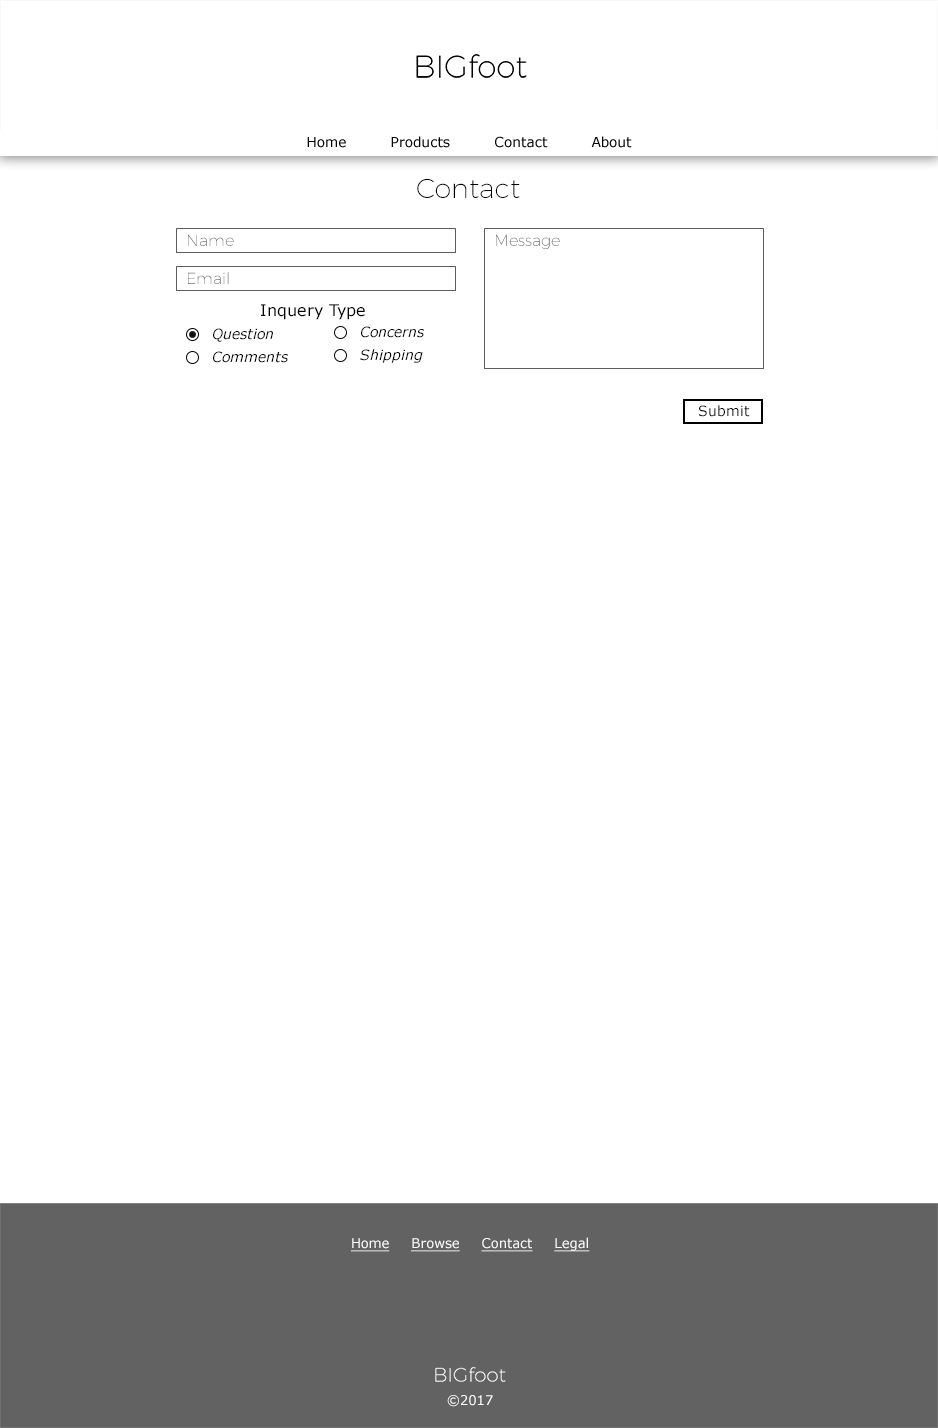 BIGfoot
Home Products Contact About
Contact
Name
Email
Message
Inquery Type
Question
Concerns
Comments
Shipping
Submit
Home Browse Contact Legal
BIGfoot
©2017